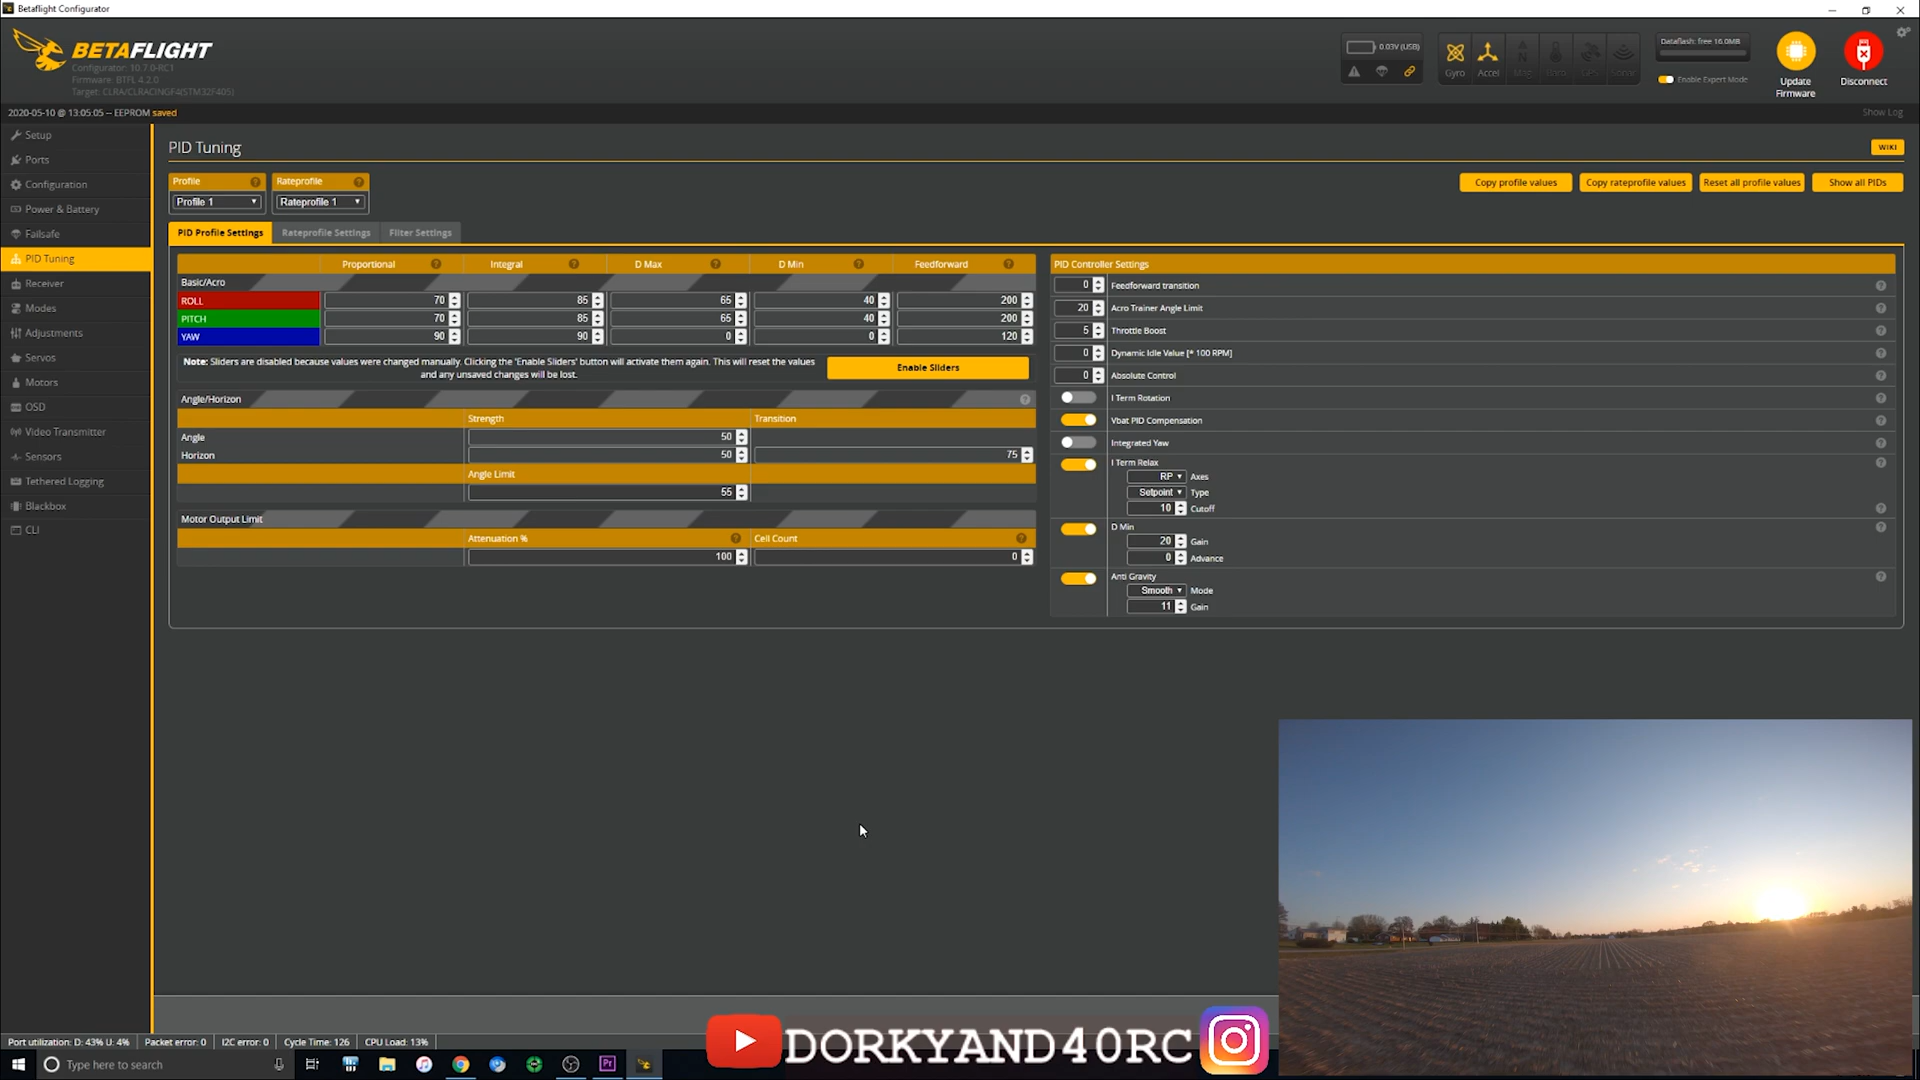 Betaflight Configurator
BETAFLIGHT
Configurator: 10.7.0-RC1
Firmware: BTFL 4.2.0
Target: CLRA/CLRACINGF4(STM32F405)
0.03V (USB)
Gyro
Accel
Mag
Baro
GPS
Sonar
Dataflash: free 16.0MB
Enable Expert Mode
Update Firmware
Disconnect
2020-05-10 @ 13:05:05 -- EEPROM saved
Show Log
Setup
Ports
Configuration
Power & Battery
Failsafe
PID Tuning
Receiver
Modes
Adjustments
Servos
Motors
OSD
Video Transmitter
Sensors
Tethered Logging
Blackbox
CLI
PID Tuning
WIKI
Profile
Profile 1
Rateprofile
Rateprofile 1
Copy profile values
Copy rateprofile values
Reset all profile values
Show all PIDs
PID Profile Settings
Rateprofile Settings
Filter Settings
Proportional Integral D Max D Min Feedforward
Basic/Acro
ROLL 70 85 65 40 200
PITCH 70 85 65 40 200
YAW 90 90 0 0 120
Note: Sliders are disabled because values were changed manually. Clicking the 'Enable Sliders' button will activate them again. This will reset the values
and any unsaved changes will be lost.
Enable Sliders
Angle/Horizon
Strength Transition
Angle 50
Horizon 50 75
Angle Limit
55
Motor Output Limit
Attenuation % Cell Count
100 0
PID Controller Settings
0 Feedforward transition
20 Acro Trainer Angle Limit
5 Throttle Boost
0 Dynamic Idle Value [* 100 RPM]
0 Absolute Control
I Term Rotation
Vbat PID Compensation
Integrated Yaw
I Term Relax
RP Axes
Setpoint Type
10 Cutoff
D Min
20 Gain
0 Advance
Anti Gravity
Smooth Mode
11 Gain
DORKYAND40RC
Port utilization: D: 43% U: 4% Packet error: 0 I2C error: 0 Cycle Time: 126 CPU Load: 13%
Type here to search
Pr